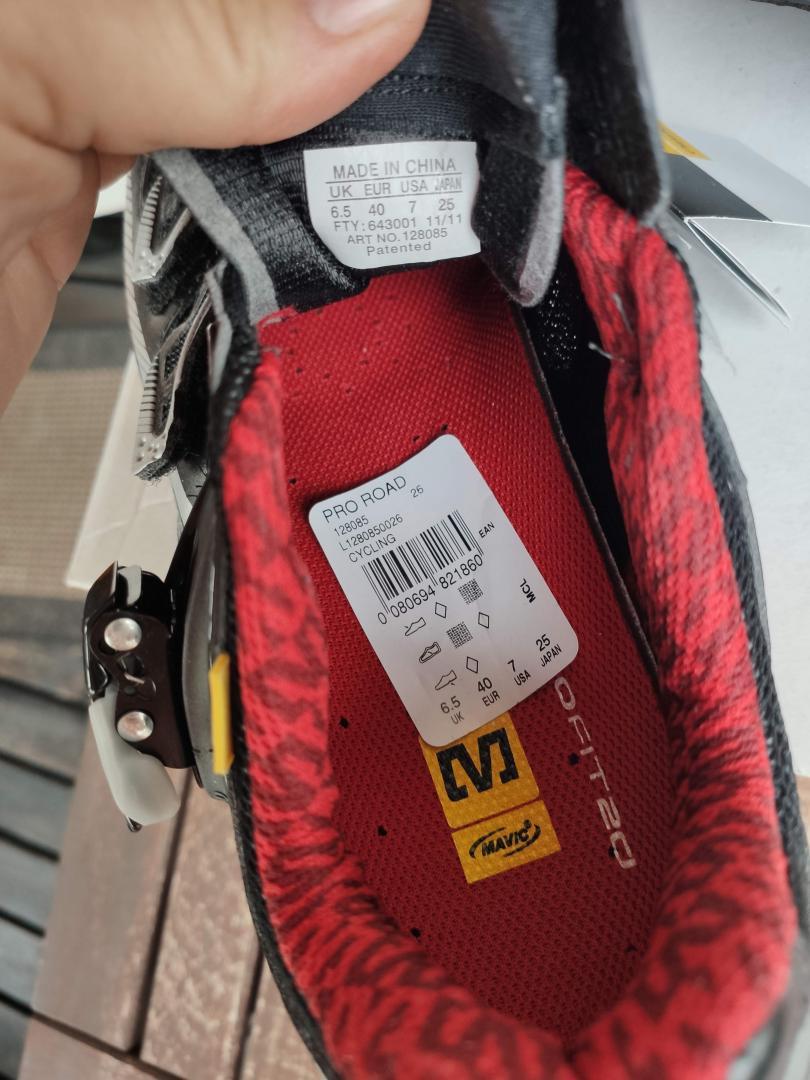 MADE IN CHINA
UK EUR USA JAPAN
6.5 40 7 25
FTY:643001 11/11
ART NO.128085
Patented
PRO ROAD
128085 26
L1280850026
CYCLING
EAN
0 080694 821860
MCL
6.5 40 7 25
UK EUR USA JAPAN
MAVIC